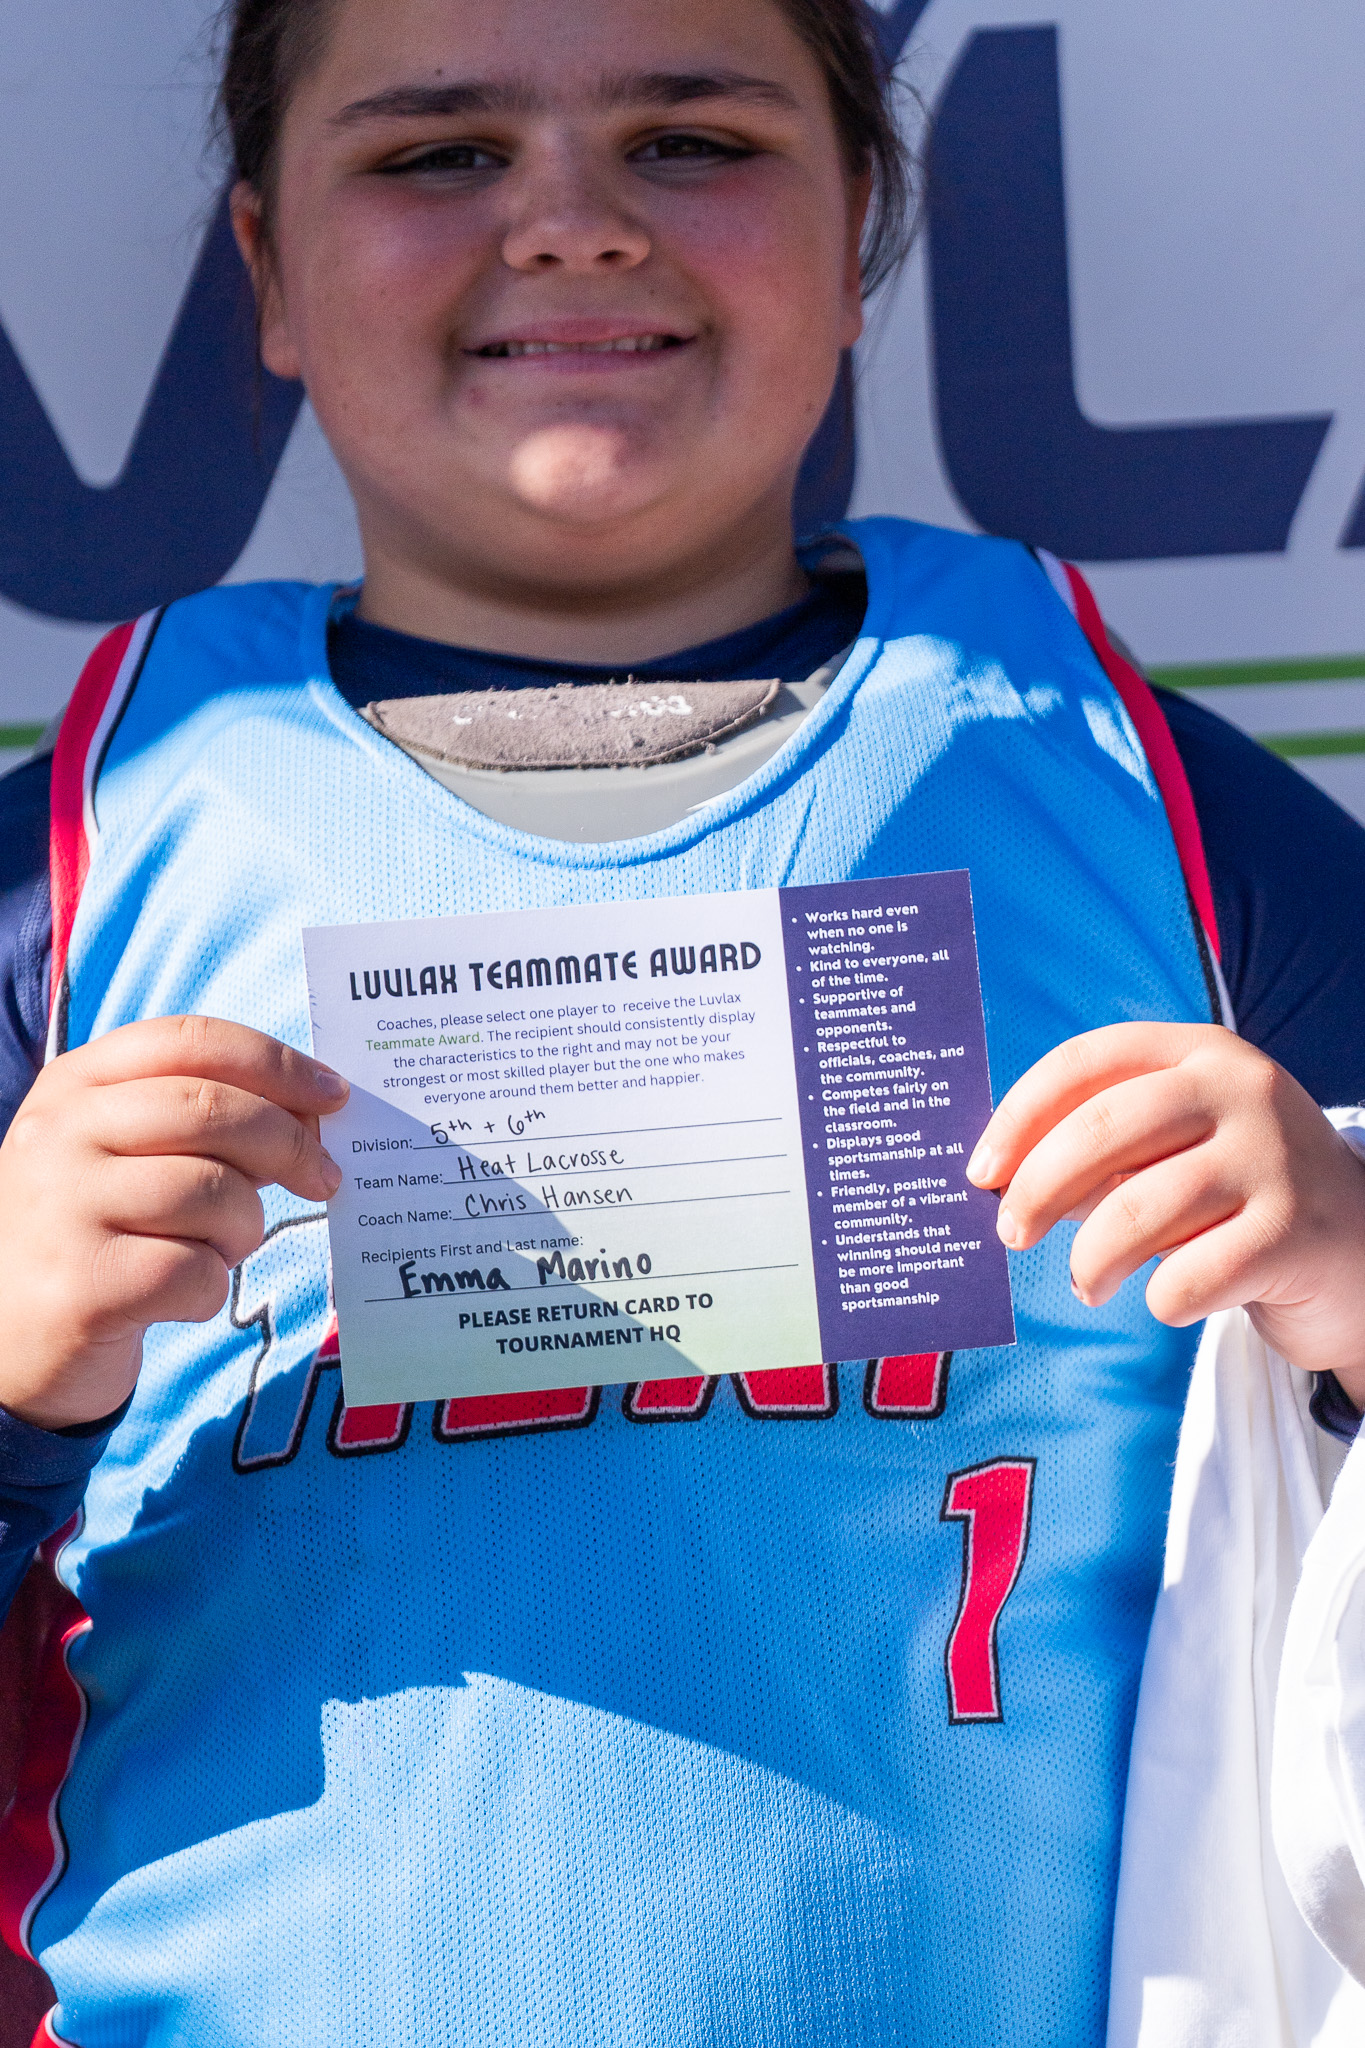 LUVLAX TEAMMATE AWARD
Coaches, please select one player to receive the Luvlax
Teammate Award. The recipient should consistently display
the characteristics to the right and may not be your
strongest or most skilled player but the one who makes
everyone around them better and happier.
Division: 5th + 6th
Team Name: Heat Lacrosse
Coach Name: Chris Hansen
Recipients First and Last name:
Emma Marino
PLEASE RETURN CARD TO
TOURNAMENT HQ
• Works hard even
when no one is
watching.
• Kind to everyone, all
of the time.
• Supportive of
teammates and
opponents.
• Respectful to
officials, coaches, and
the community.
• Competes fairly on
the field and in the
classroom.
• Displays good
sportsmanship at all
times.
• Friendly, positive
member of a vibrant
community.
• Understands that
winning should never
be more important
than good
sportsmanship
1